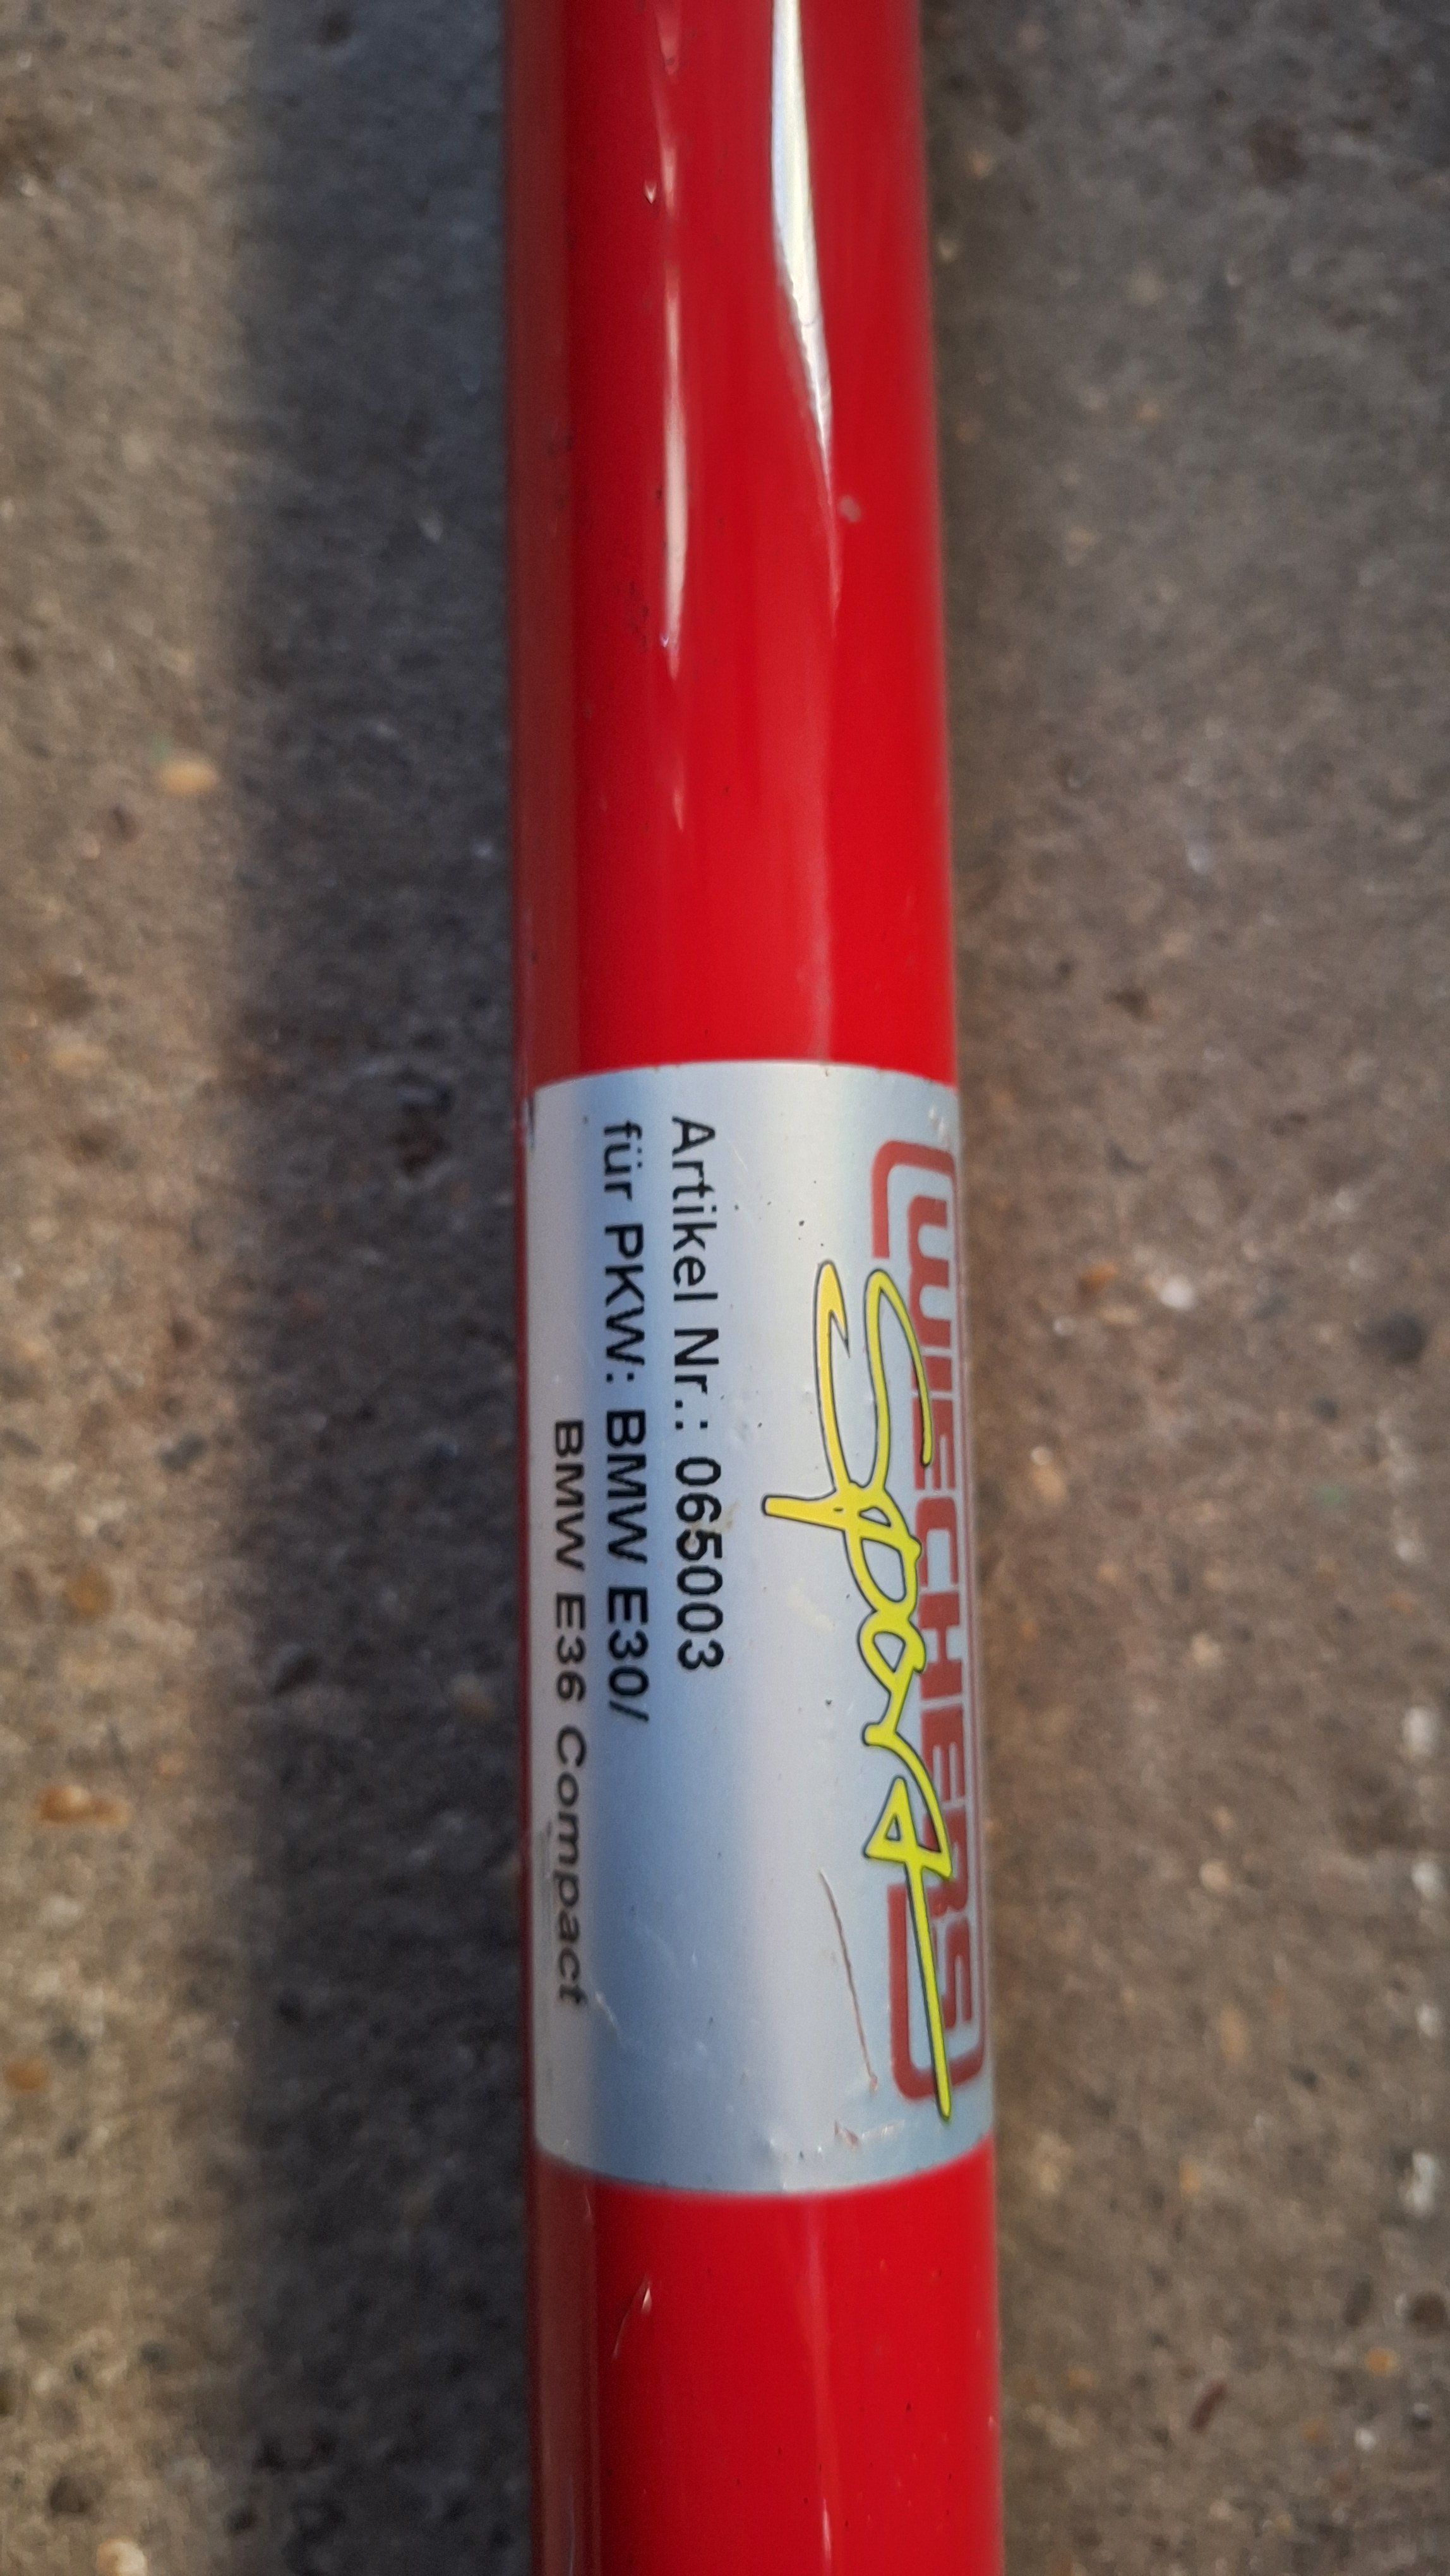 WIECHERS
Sport
Artikel Nr.: 065003
für PKW: BMW E30/
BMW E36 Compact